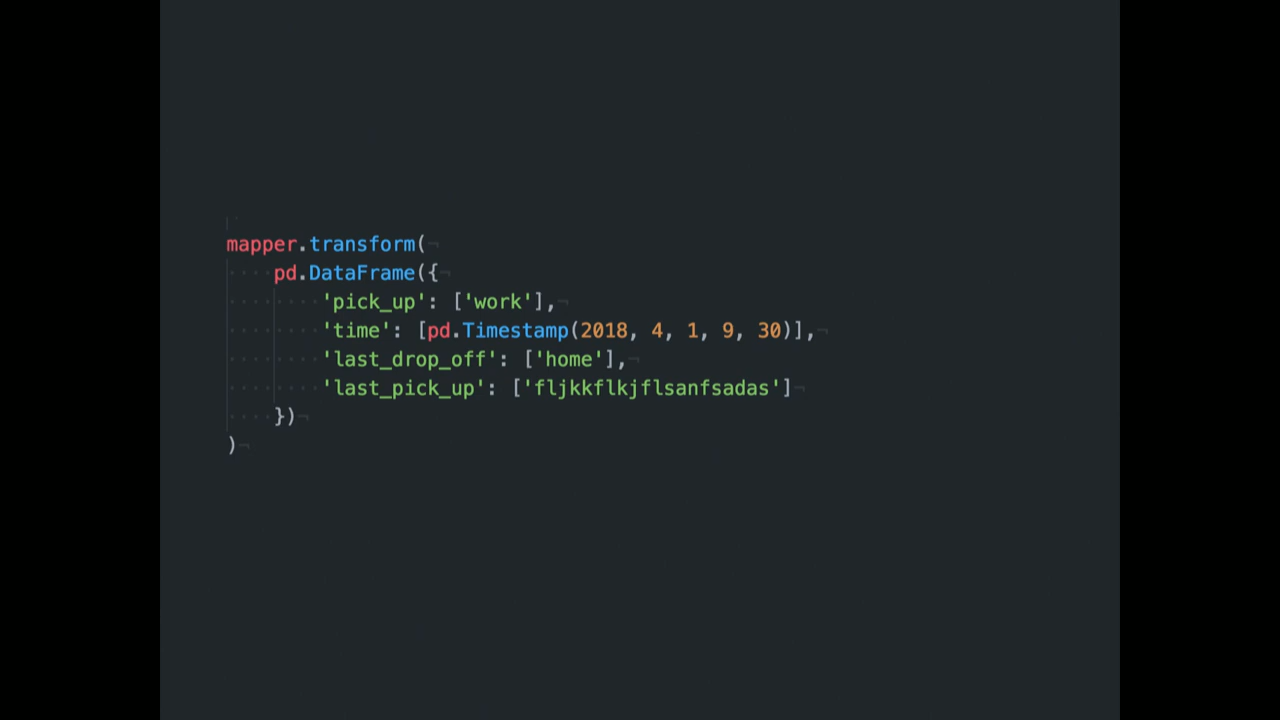 mapper.transform(
    pd.DataFrame({
        'pick_up': ['work'],
        'time': [pd.Timestamp(2018, 4, 1, 9, 30)],
        'last_drop_off': ['home'],
        'last_pick_up': ['fljkkflkjflsanfsadas']
    })
)